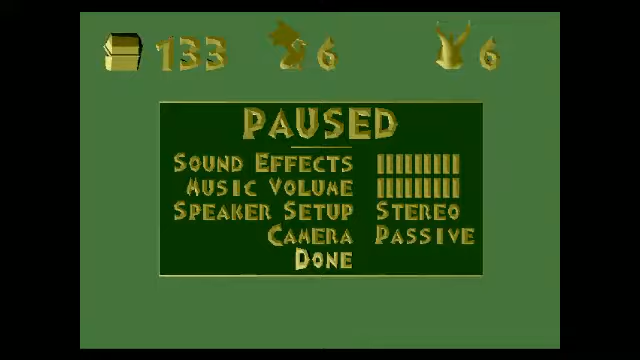 133 6 6
PAUSED
SOUND EFFECTS
MUSIC VOLUME
SPEAKER SETUP STEREO
CAMERA PASSIVE
DONE